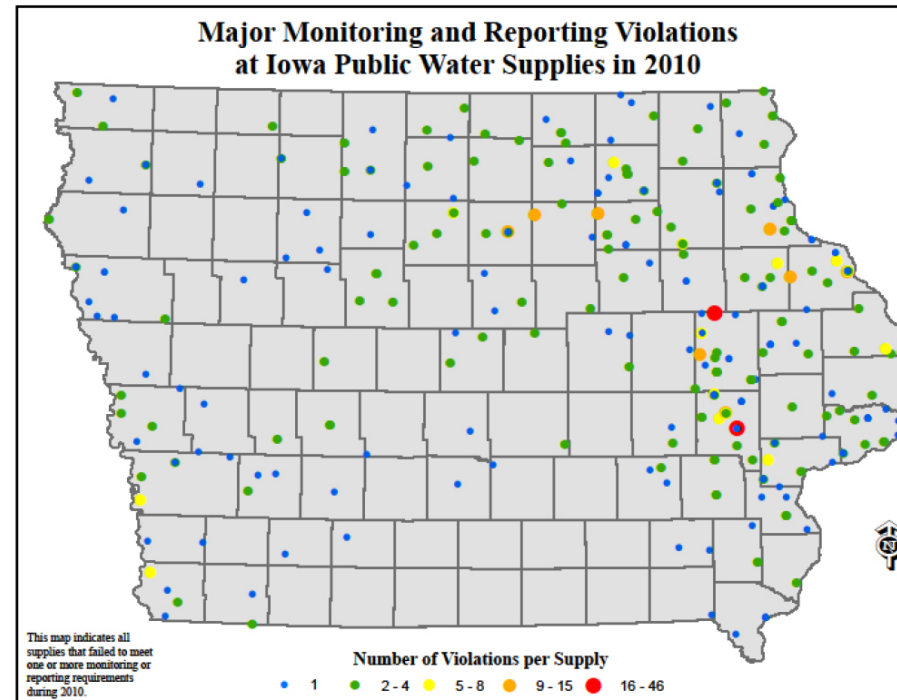 Major Monitoring and Reporting Violations
at Iowa Public Water Supplies in 2010
N
This map indicates all
supplies that failed to meet
one or more monitoring or
reporting requirements
during 2010.
Number of Violations per Supply
1 2 - 4 5 - 8 9 - 15 16 - 46